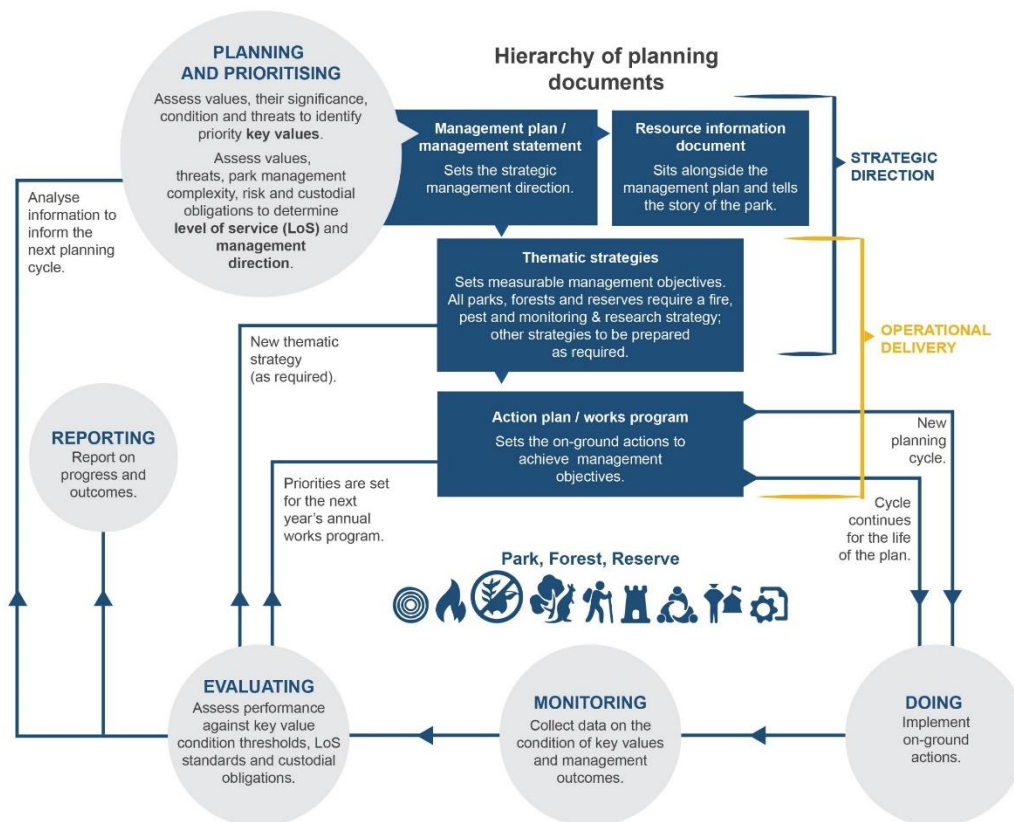 PLANNING
AND PRIORITISING
Assess values, their significance,
condition and threats to identify
priority key values.
Assess values,
threats, park management
complexity, risk and custodial
obligations to determine
level of service (LoS) and
management
direction.
Hierarchy of planning
documents
Management plan /
management statement
Sets the strategic
management direction.
Resource information
document
Sits alongside the
management plan and tells
the story of the park.
STRATEGIC
DIRECTION
Analyse
information to
inform the
next planning
cycle.
Thematic strategies
Sets measurable management objectives.
All parks, forests and reserves require a fire,
pest and monitoring & research strategy;
other strategies to be prepared
as required.
OPERATIONAL
DELIVERY
New thematic
strategy
(as required).
Action plan / works program
Sets the on-ground actions to
achieve management
objectives.
New
planning
cycle.
REPORTING
Report on
progress and
outcomes.
Priorities are set
for the next
year's annual
works program.
Cycle
continues
for the life
of the plan.
Park, Forest, Reserve
EVALUATING
Assess performance
against key value
condition thresholds, LoS
standards and custodial
obligations.
MONITORING
Collect data on the
condition of key values
and management
outcomes.
DOING
Implement
on-ground
actions.